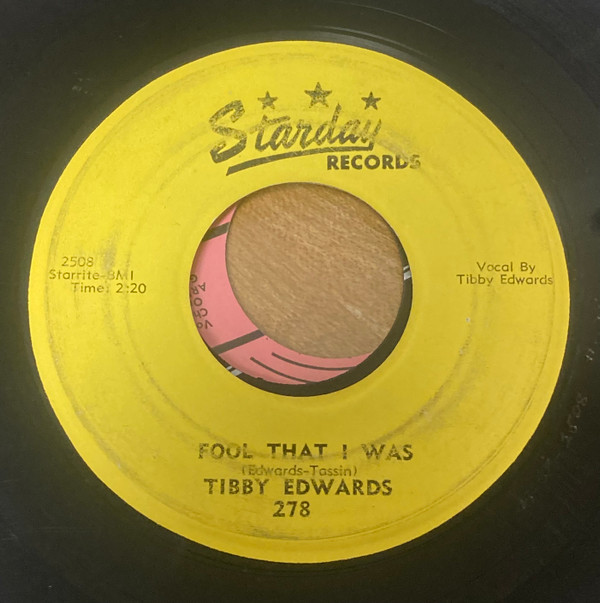 Starday
RECORDS
2508
Starrite-BMI
Time: 2:20
Vocal By
Tibby Edwards
FOOL THAT I WAS
(Edwards-Tassin)
TIBBY EDWARDS
278